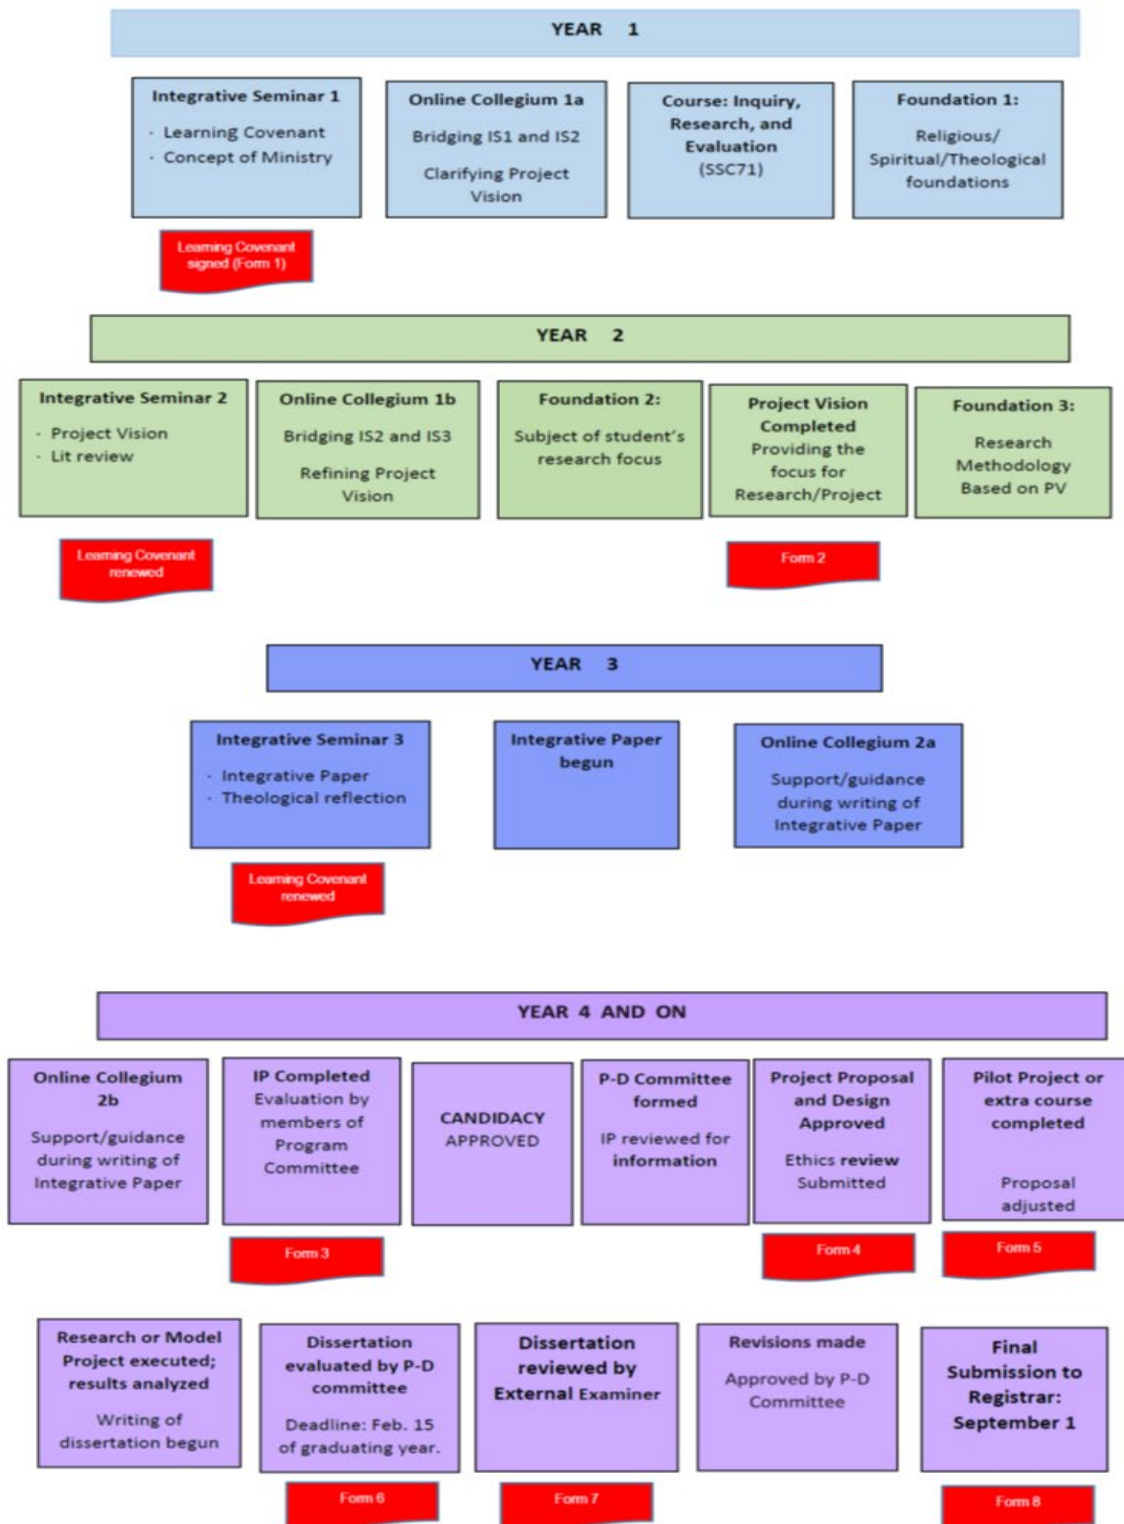 YEAR 1
Integrative Seminar 1
· Learning Covenant
· Concept of Ministry
Online Collegium 1a
Bridging IS1 and IS2
Clarifying Project
Vision
Course: Inquiry,
Research, and
Evaluation
(SSC71)
Foundation 1:
Religious/
Spiritual/Theological
foundations
Learning Covenant
signed (Form 1)
YEAR 2
Integrative Seminar 2
· Project Vision
· Lit review
Online Collegium 1b
Bridging IS2 and IS3
Refining Project
Vision
Foundation 2:
Subject of student's
research focus
Project Vision
Completed
Providing the
focus for
Research/Project
Foundation 3:
Research
Methodology
Based on PV
Learning Covenant
renewed
Form 2
YEAR 3
Integrative Seminar 3
· Integrative Paper
· Theological reflection
Integrative Paper
begun
Online Collegium 2a
Support/guidance
during writing of
Integrative Paper
Learning Covenant
renewed
YEAR 4 AND ON
Online Collegium
2b
Support/guidance
during writing of
Integrative Paper
IP Completed
Evaluation by
members of
Program
Committee
CANDIDACY
APPROVED
P-D Committee
formed
IP reviewed for
information
Project Proposal
and Design
Approved
Ethics review
Submitted
Pilot Project or
extra course
completed
Proposal
adjusted
Form 3
Form 4
Form 5
Research or Model
Project executed;
results analyzed
Writing of
dissertation begun
Dissertation
evaluated by P-D
committee
Deadline: Feb. 15
of graduating year.
Dissertation
reviewed by
External Examiner
Revisions made
Approved by P-D
Committee
Final
Submission to
Registrar:
September 1
Form 6
Form 7
Form 8